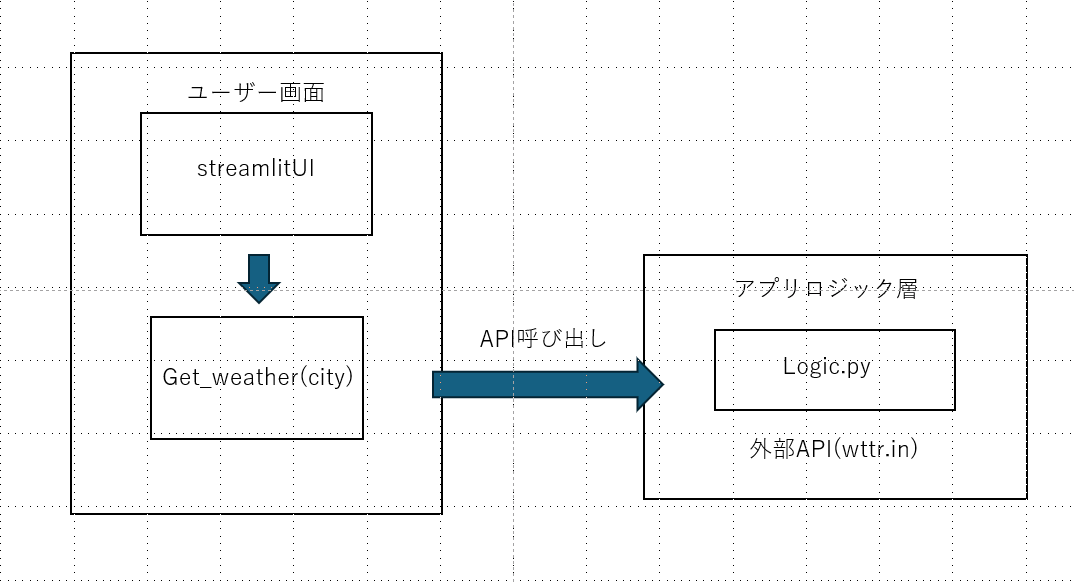 ユーザー画面
streamlitUI
Get_weather(city)
API呼び出し
アプリロジック層
Logic.py
外部API(wttr.in)